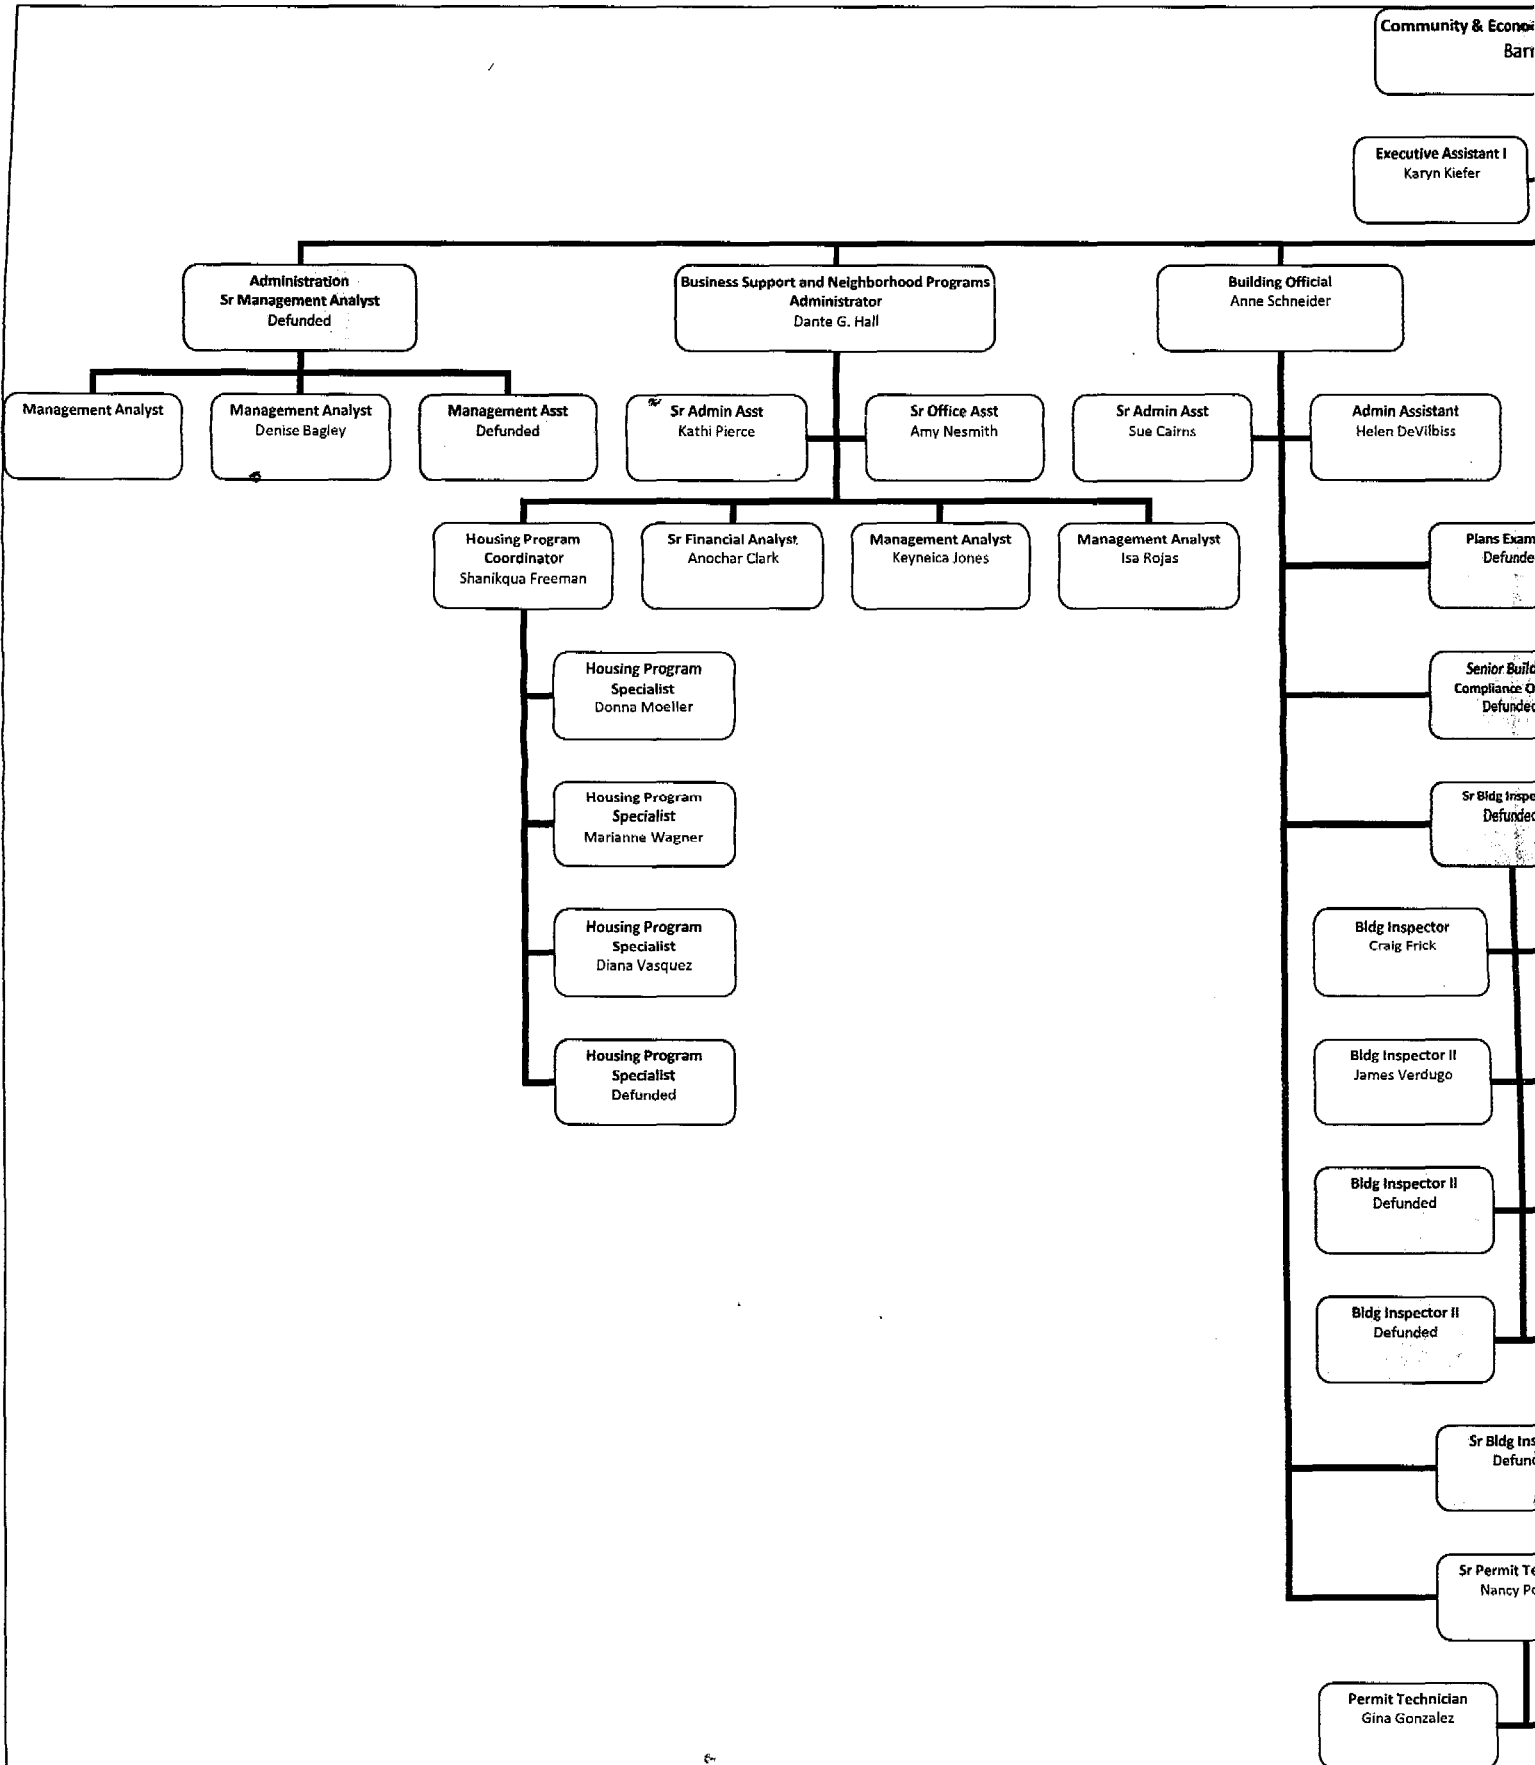 Community & Econo
Barr
Executive Assistant I
Karyn Kiefer
Administration
Sr Management Analyst
Defunded
Business Support and Neighborhood Programs
Administrator
Dante G. Hall
Building Official
Anne Schneider
Management Analyst
Management Analyst
Denise Bagley
Management Asst
Defunded
Sr Admin Asst
Kathi Pierce
Sr Office Asst
Amy Nesmith
Sr Admin Asst
Sue Cairns
Admin Assistant
Helen DeVilbiss
Housing Program
Coordinator
Shanikqua Freeman
Sr Financial Analyst
Anochar Clark
Management Analyst
Keyneica Jones
Management Analyst
Isa Rojas
Plans Exam
Defunde
Housing Program
Specialist
Donna Moeller
Senior Build
Compliance O
Defunded
Housing Program
Specialist
Marianne Wagner
Sr Bldg Inspe
Defunded
Housing Program
Specialist
Diana Vasquez
Bldg Inspector
Craig Frick
Housing Program
Specialist
Defunded
Bldg Inspector II
James Verdugo
Bldg Inspector II
Defunded
Bldg Inspector II
Defunded
Sr Bldg Ins
Defund
Sr Permit Te
Nancy Po
Permit Technician
Gina Gonzalez